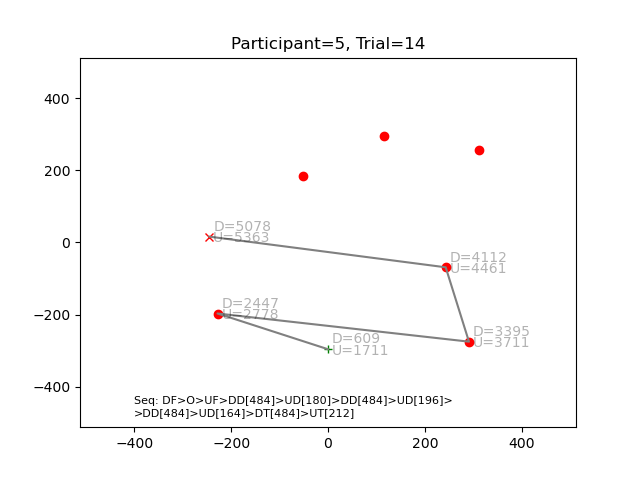 Participant=5, Trial=14
400
200
0
−200
−400
D=5078
U=5363
D=4112
U=4461
D=2447
U=2778
D=609
U=1711
D=3395
U=3711
Seq: DF>O>UF>DD[484]>UD[180]>DD[484]>UD[196]>
>DD[484]>UD[164]>DT[484]>UT[212]
−400 −200 0 200 400